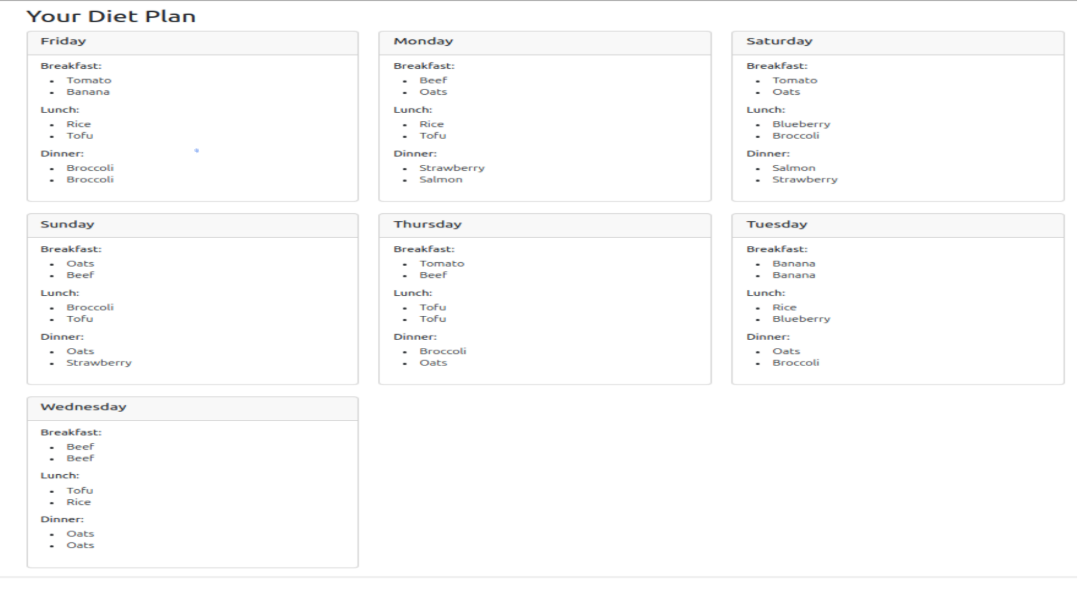 Your Diet Plan
Friday
Breakfast:
Tomato
Banana
Lunch:
Rice
Tofu
Dinner:
Broccoli
Broccoli
Monday
Breakfast:
Beef
Oats
Lunch:
Rice
Tofu
Dinner:
Strawberry
Salmon
Saturday
Breakfast:
Tomato
Oats
Lunch:
Blueberry
Broccoli
Dinner:
Salmon
Strawberry
Sunday
Breakfast:
Oats
Beef
Lunch:
Broccoli
Tofu
Dinner:
Oats
Strawberry
Thursday
Breakfast:
Tomato
Beef
Lunch:
Tofu
Tofu
Dinner:
Broccoli
Oats
Tuesday
Breakfast:
Banana
Banana
Lunch:
Rice
Blueberry
Dinner:
Oats
Broccoli
Wednesday
Breakfast:
Beef
Beef
Lunch:
Tofu
Rice
Dinner:
Oats
Oats